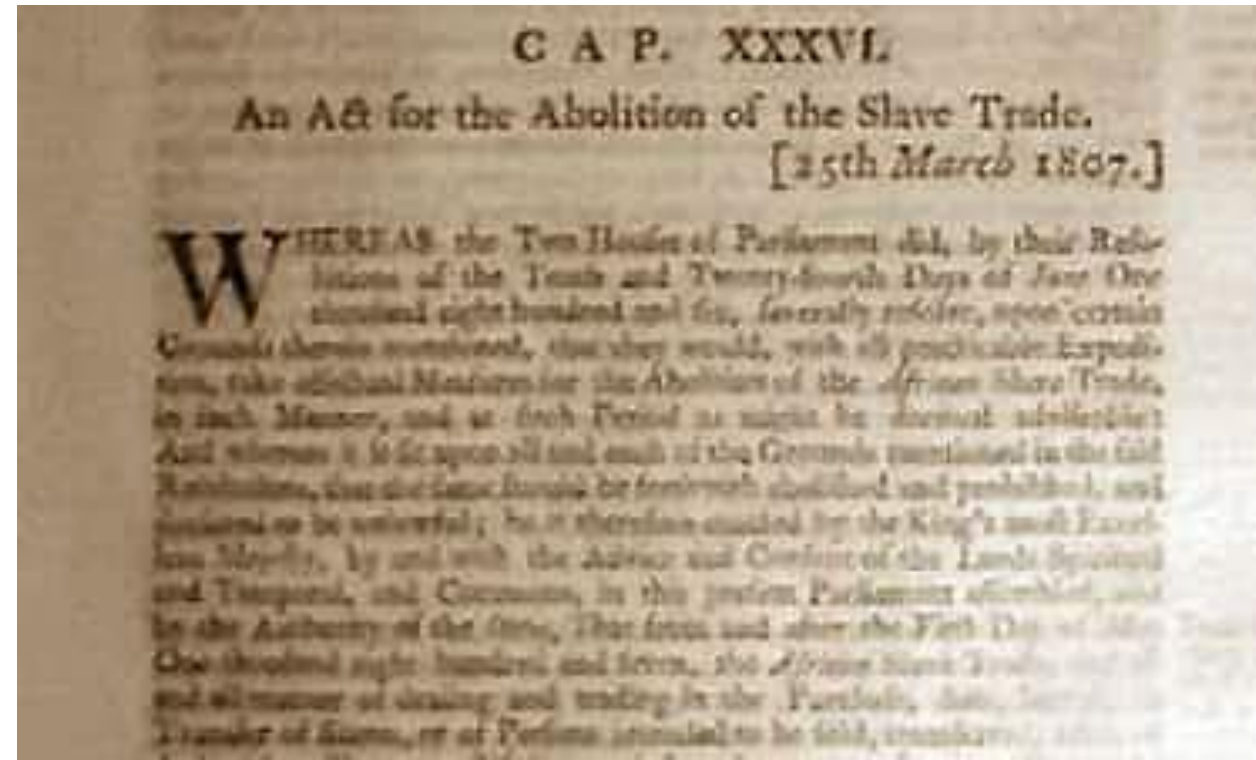 C A P. XXXVI.
An Act for the Abolition of the Slave Trade.
[25th March 1807.]
WHEREAS the Two Houses of Parliament did, by their Reso-
lutions of the Tenth and Twenty-fourth Days of June One
thousand eight hundred and six, severally resolve, upon certain
Grounds therein mentioned, that they would, with all practicable Expedi-
tion, take effectual Measures for the Abolition of the African Slave Trade,
in such Manner, and at such Period as might be deemed adviseable:
And whereas it is fit upon all and each of the Grounds mentioned in the said
Resolutions, that the same should be forthwith abolished and prohibited, and
declared to be unlawful; be it therefore enacted by the King's most Excel-
lent Majesty, by and with the Advice and Consent of the Lords Spiritual
and Temporal, and Commons, in this present Parliament assembled, and
by the Authority of the same, That from and after the First Day of
One thousand eight hundred and seven, the African Slave Trade,
and all manner of dealing and trading in the Purchase, Sale,
Transfer of Slaves, or of Persons intended to be sold, transferred,